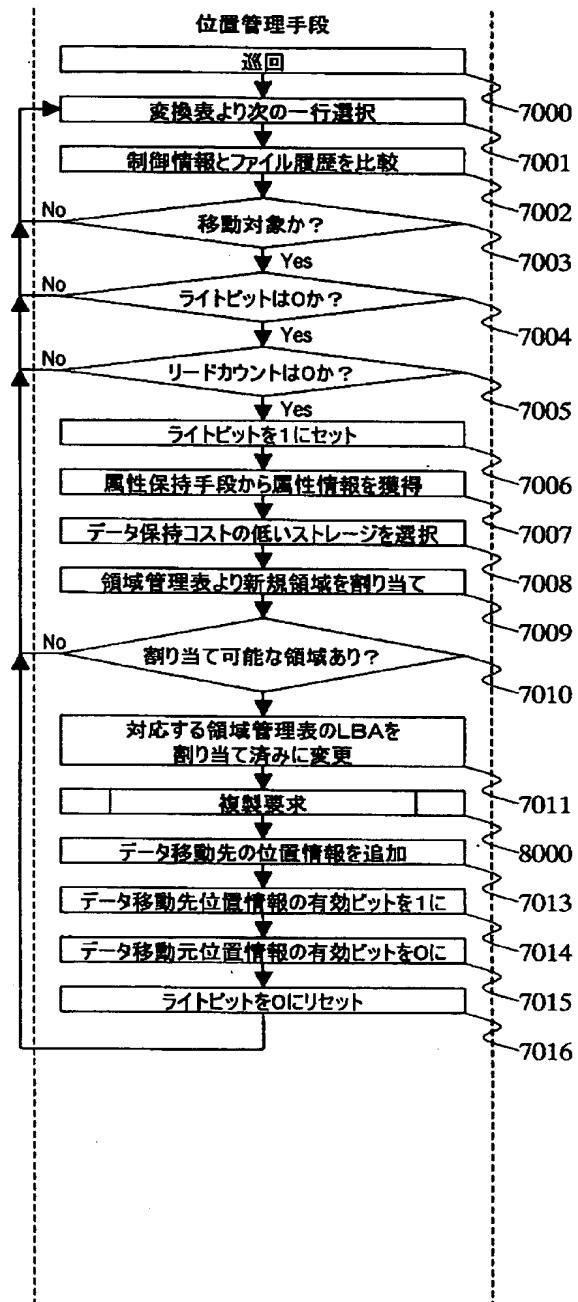 位置管理手段
巡回
7000
変換表より次の一行選択
7001
制御情報とファイル履歴を比較
7002
No
移動対象か？
7003
Yes
No
ライトビットは0か？
7004
Yes
No
リードカウントは0か？
7005
Yes
ライトビットを1にセット
7006
属性保持手段から属性情報を獲得
7007
データ保持コストの低いストレージを選択
7008
領域管理表より新規領域を割り当て
7009
No
割り当て可能な領域あり？
7010
対応する領域管理表のLBAを
割り当て済みに変更
7011
複製要求
8000
データ移動先の位置情報を追加
7013
データ移動先位置情報の有効ビットを1に
7014
データ移動元位置情報の有効ビットを0に
7015
ライトビットを0にリセット
7016